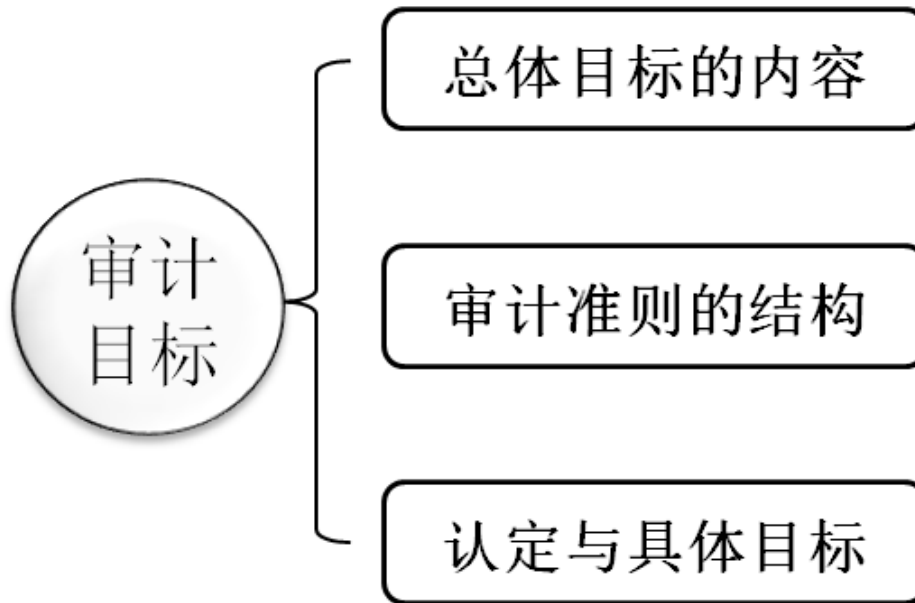 总体目标的内容
审计
目标
审计准则的结构
认定与具体目标